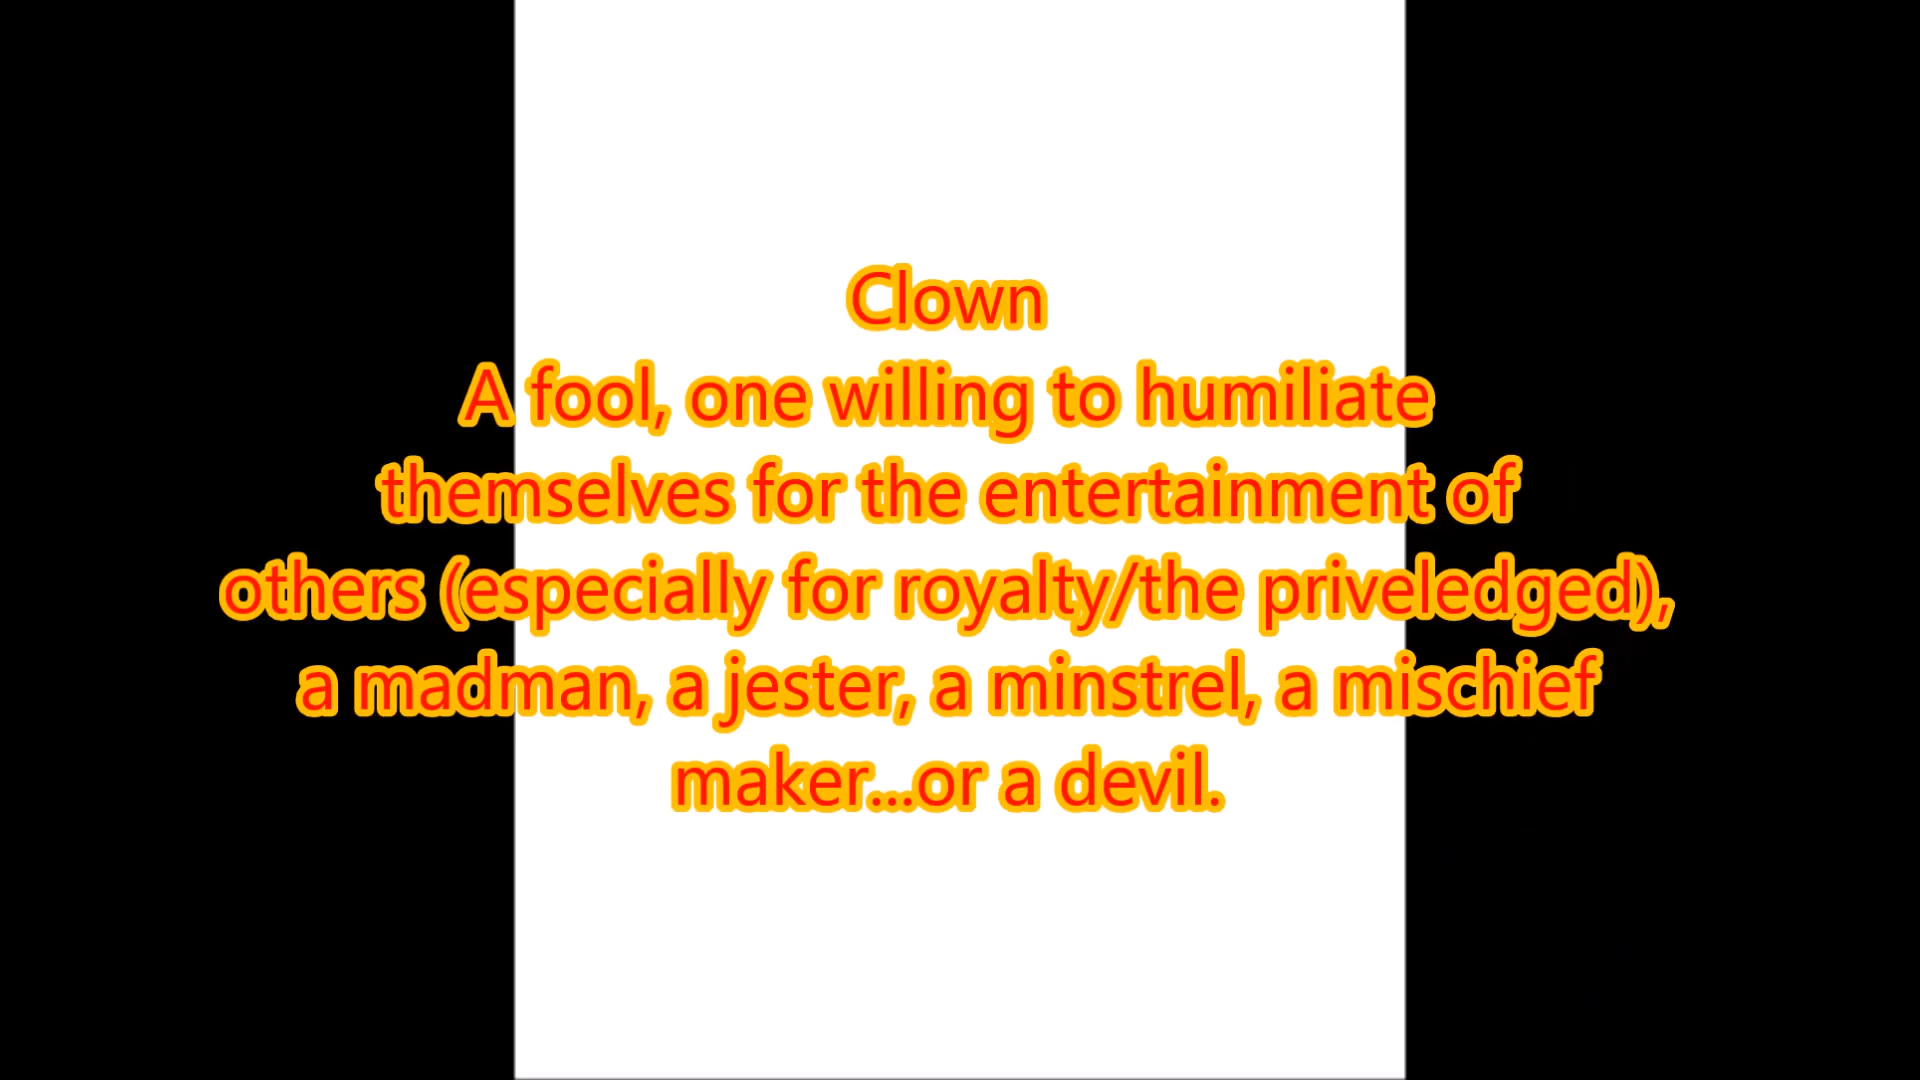 Clown
A fool, one willing to humiliate
themselves for the entertainment of
others (especially for royalty/the priveledged),
a madman, a jester, a minstrel, a mischief
maker...or a devil.